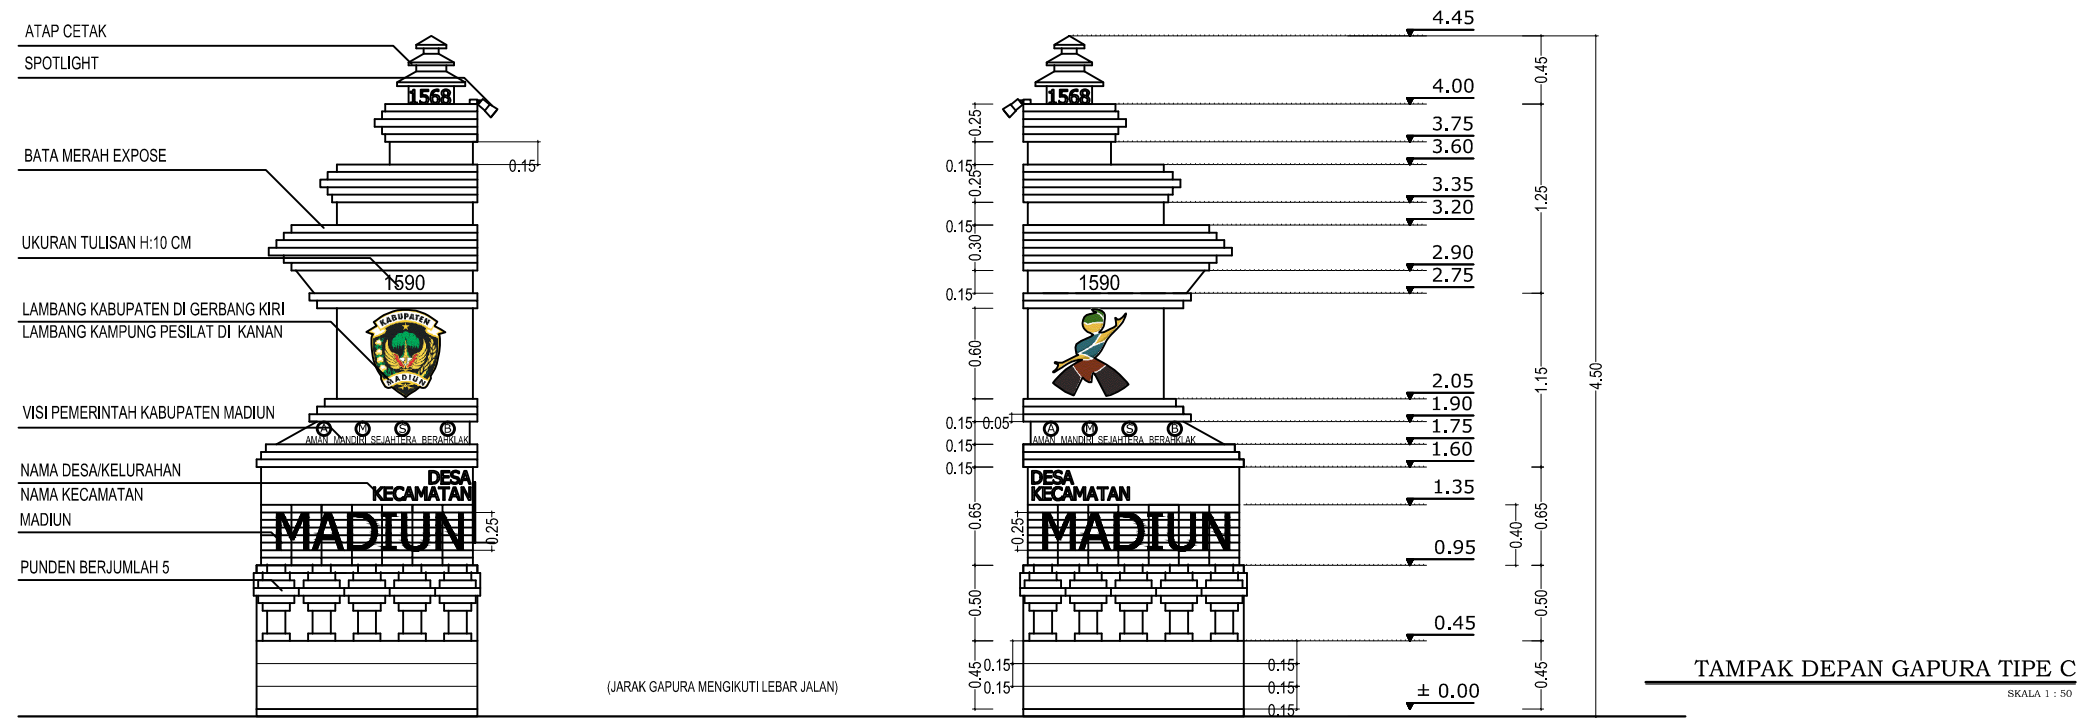 ATAP CETAK
SPOTLIGHT
BATA MERAH EXPOSE
UKURAN TULISAN H:10 CM
LAMBANG KABUPATEN DI GERBANG KIRI
LAMBANG KAMPUNG PESILAT DI KANAN
VISI PEMERINTAH KABUPATEN MADIUN
NAMA DESA/KELURAHAN
NAMA KECAMATAN
MADIUN
PUNDEN BERJUMLAH 5
1568
0.15
1590
KABUPATEN
MADIUN
A M S B
AMAN MANDIRI SEJAHTERA BERAHKLAK
DESA
KECAMATAN
MADIUN
0.25
(JARAK GAPURA MENGIKUTI LEBAR JALAN)
0.25
0.15
0.25
0.15
0.30
0.15
0.60
0.15
0.05
0.15
0.15
0.65
0.25
0.50
0.45
0.15
0.15
1568
1590
A M S B
AMAN MANDIRI SEJAHTERA BERAHKLAK
DESA
KECAMATAN
MADIUN
0.15
0.15
0.15
4.45
4.00
3.75
3.60
3.35
3.20
2.90
2.75
2.05
1.90
1.75
1.60
1.35
0.95
0.45
± 0.00
0.40
0.45
1.25
1.15
0.65
0.50
0.45
4.50
TAMPAK DEPAN GAPURA TIPE C
SKALA 1 : 50